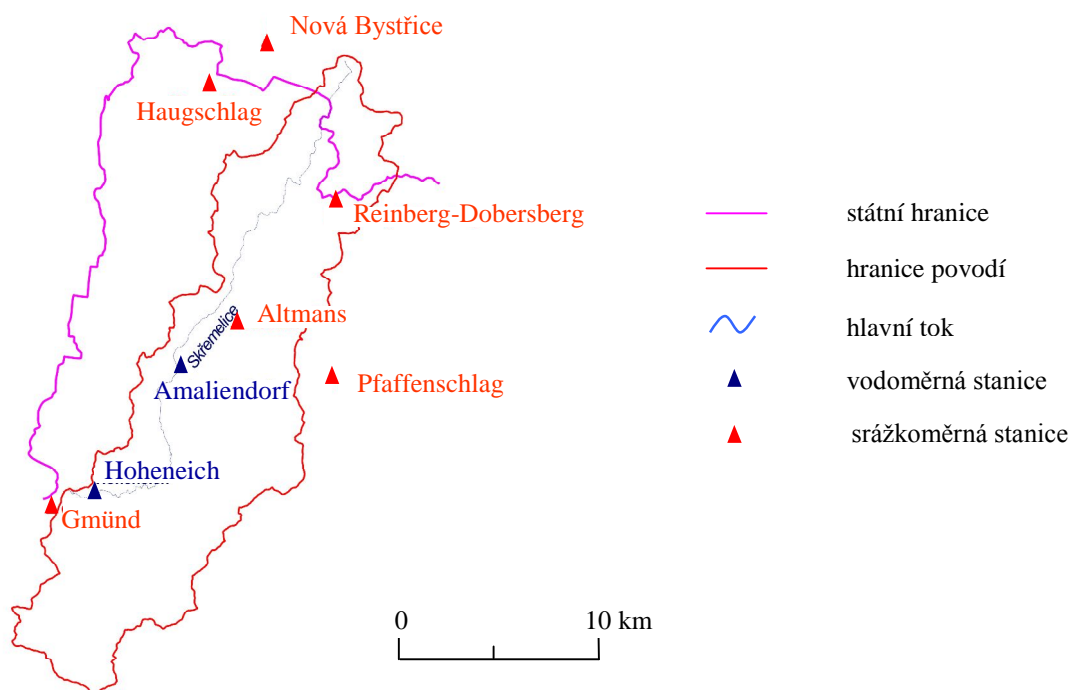 Nová Bystřice
Haugschlag
Reinberg-Dobersberg
Altmans
Skřemelice
Amaliendorf
Pfaffenschlag
Hoheneich
Gmünd
státní hranice
hranice povodí
hlavní tok
vodoměrná stanice
srážkoměrná stanice
0 10 km